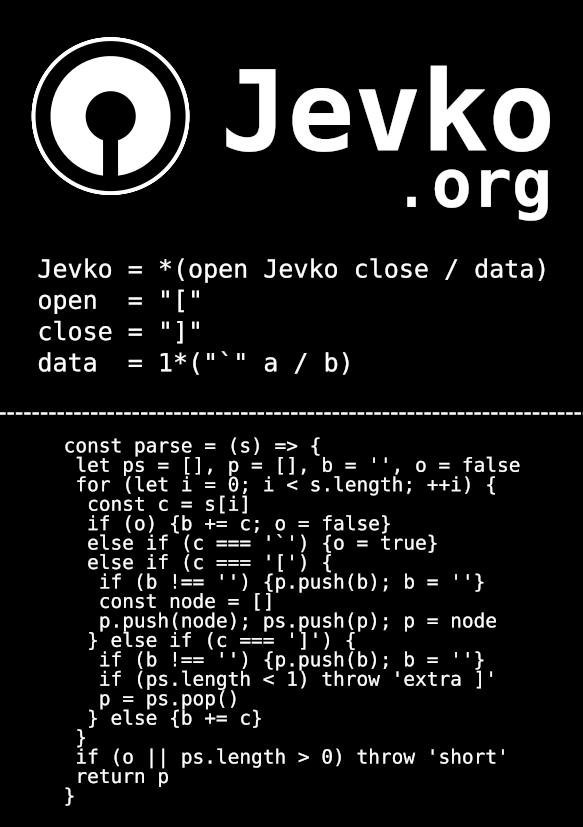 Jevko
.org
Jevko = *(open Jevko close / data)
open  = "["
close = "]"
data  = 1*("`" a / b)
const parse = (s) => {
 let ps = [], p = [], b = '', o = false
 for (let i = 0; i < s.length; ++i) {
  const c = s[i]
  if (o) {b += c; o = false}
  else if (c === '`') {o = true}
  else if (c === '[') {
   if (b !== '') {p.push(b); b = ''}
   const node = []
   p.push(node); ps.push(p); p = node
  } else if (c === ']') {
   if (b !== '') {p.push(b); b = ''}
   if (ps.length < 1) throw 'extra ]'
   p = ps.pop()
  } else {b += c}
 }
 if (o || ps.length > 0) throw 'short'
 return p
}